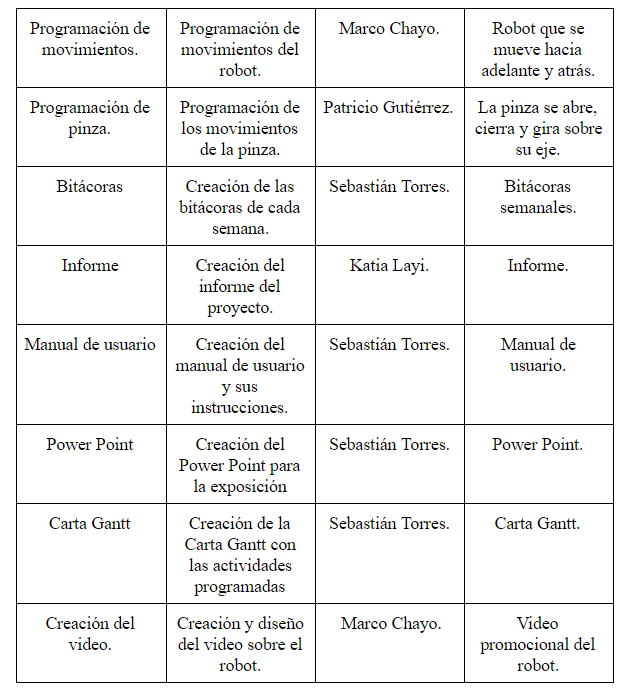 Programación de
movimientos.
Programación de
movimientos del
robot.
Marco Chayo.
Robot que se
mueve hacia
adelante y atrás.
Programación de
pinza.
Programación de
los movimientos
de la pinza.
Patricio Gutiérrez.
La pinza se abre,
cierra y gira sobre
su eje.
Bitácoras
Creación de las
bitácoras de cada
semana.
Sebastián Torres.
Bitácoras
semanales.
Informe
Creación del
informe del
proyecto.
Katia Layi.
Informe.
Manual de usuario
Creación del
manual de usuario
y sus
instrucciones.
Sebastián Torres.
Manual de
usuario.
Power Point
Creación del
Power Point para
la exposición
Sebastián Torres.
Power Point.
Carta Gantt
Creación de la
Carta Gantt con
las actividades
programadas
Sebastián Torres.
Carta Gantt.
Creación del
video.
Creación y diseño
del video sobre el
robot.
Marco Chayo.
Video
promocional del
robot.